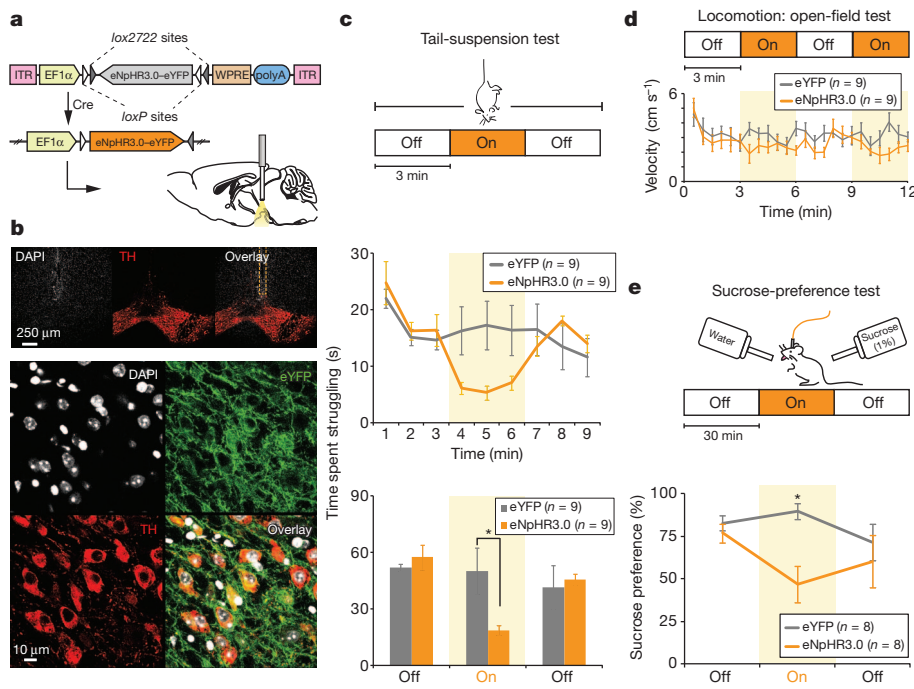 a
lox2722 sites
ITR EF1α eNpHR3.0–eYFP WPRE polyA ITR
Cre
loxP sites
EF1α eNpHR3.0–eYFP
b
DAPI TH Overlay
250 μm
DAPI eYFP
TH Overlay
10 μm
c
Tail-suspension test
Off On Off
3 min
Time spent struggling (s)
30
20
10
0
eYFP (n = 9)
eNpHR3.0 (n = 9)
1 2 3 4 5 6 7 8 9
Time (min)
90
60
30
0
eYFP (n = 9)
eNpHR3.0 (n = 9)
*
Off On Off
d
Locomotion: open-field test
Off On Off On
3 min
eYFP (n = 9)
eNpHR3.0 (n = 9)
Velocity (cm s⁻¹)
6
4
2
0
0 3 6 9 12
Time (min)
e
Sucrose-preference test
Water
Sucrose
(1%)
Off On Off
30 min
Sucrose preference (%)
100
75
50
25
0
*
eYFP (n = 8)
eNpHR3.0 (n = 8)
Off On Off